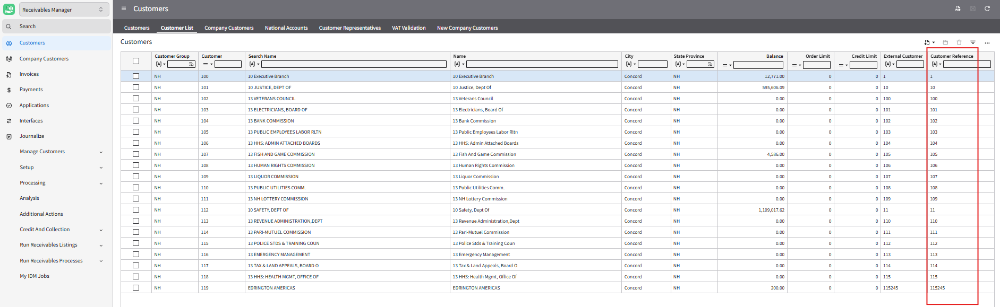 Receivables Manager
Customers
Search
Customers Customer List Company Customers National Accounts Customer Representatives VAT Validation New Company Customers
Customers
Company Customers
Invoices
Payments
Applications
Interfaces
Journalize
Manage Customers
Setup
Processing
Analysis
Additional Actions
Credit And Collection
Run Receivables Listings
Run Receivables Processes
My IDM Jobs
Customers
Customer Group Customer Search Name Name City State Province Balance Order Limit Credit Limit External Customer Customer Reference
[A] = [A] [A] [A] [A] = = = [A] [A]
NH 100 10 Executive Branch 10 Executive Branch Concord NH 12,771.00 0 0 1 1
NH 101 10 JUSTICE, DEPT OF 10 Justice, Dept Of Concord NH 595,606.09 0 0 10 10
NH 102 13 VETERANS COUNCIL 13 Veterans Council Concord NH 0.00 0 0 100 100
NH 103 13 ELECTRICIANS, BOARD OF 13 Electricians, Board Of Concord NH 0.00 0 0 101 101
NH 104 13 BANK COMMISSION 13 Bank Commission Concord NH 0.00 0 0 102 102
NH 105 13 PUBLIC EMPLOYEES LABOR RLTN 13 Public Employees Labor Rltn Concord NH 0.00 0 0 103 103
NH 106 13 HHS: ADMIN ATTACHED BOARDS 13 HHS: Admin Attached Boards Concord NH 0.00 0 0 104 104
NH 107 13 FISH AND GAME COMMISSION 13 Fish And Game Commission Concord NH 4,586.00 0 0 105 105
NH 108 13 HUMAN RIGHTS COMMISSION 13 Human Rights Commission Concord NH 0.00 0 0 106 106
NH 109 13 LIQUOR COMMISSION 13 Liquor Commission Concord NH 0.00 0 0 107 107
NH 110 13 PUBLIC UTILITIES COMM. 13 Public Utilities Comm. Concord NH 0.00 0 0 108 108
NH 111 13 NH LOTTERY COMMISSION 13 NH Lottery Commission Concord NH 0.00 0 0 109 109
NH 112 10 SAFETY, DEPT OF 10 Safety, Dept Of Concord NH 1,109,017.62 0 0 11 11
NH 113 13 REVENUE ADMINISTRATION,DEPT 13 Revenue Administration,Dept Concord NH 0.00 0 0 110 110
NH 114 13 PARI-MUTUEL COMMISSION 13 Pari-Mutuel Commission Concord NH 0.00 0 0 111 111
NH 115 13 POLICE STDS & TRAINING COUN 13 Police Stds & Training Coun Concord NH 0.00 0 0 112 112
NH 116 13 EMERGENCY MANAGEMENT 13 Emergency Management Concord NH 0.00 0 0 113 113
NH 117 13 TAX & LAND APPEALS, BOARD O 13 Tax & Land Appeals, Board O Concord NH 0.00 0 0 114 114
NH 118 13 HHS: HEALTH MGMT, OFFICE OF 13 HHS: Health Mgmt, Office Of Concord NH 0.00 0 0 115 115
NH 119 EDRINGTON AMERICAS EDRINGTON AMERICAS Concord NH 200.00 0 0 115245 115245